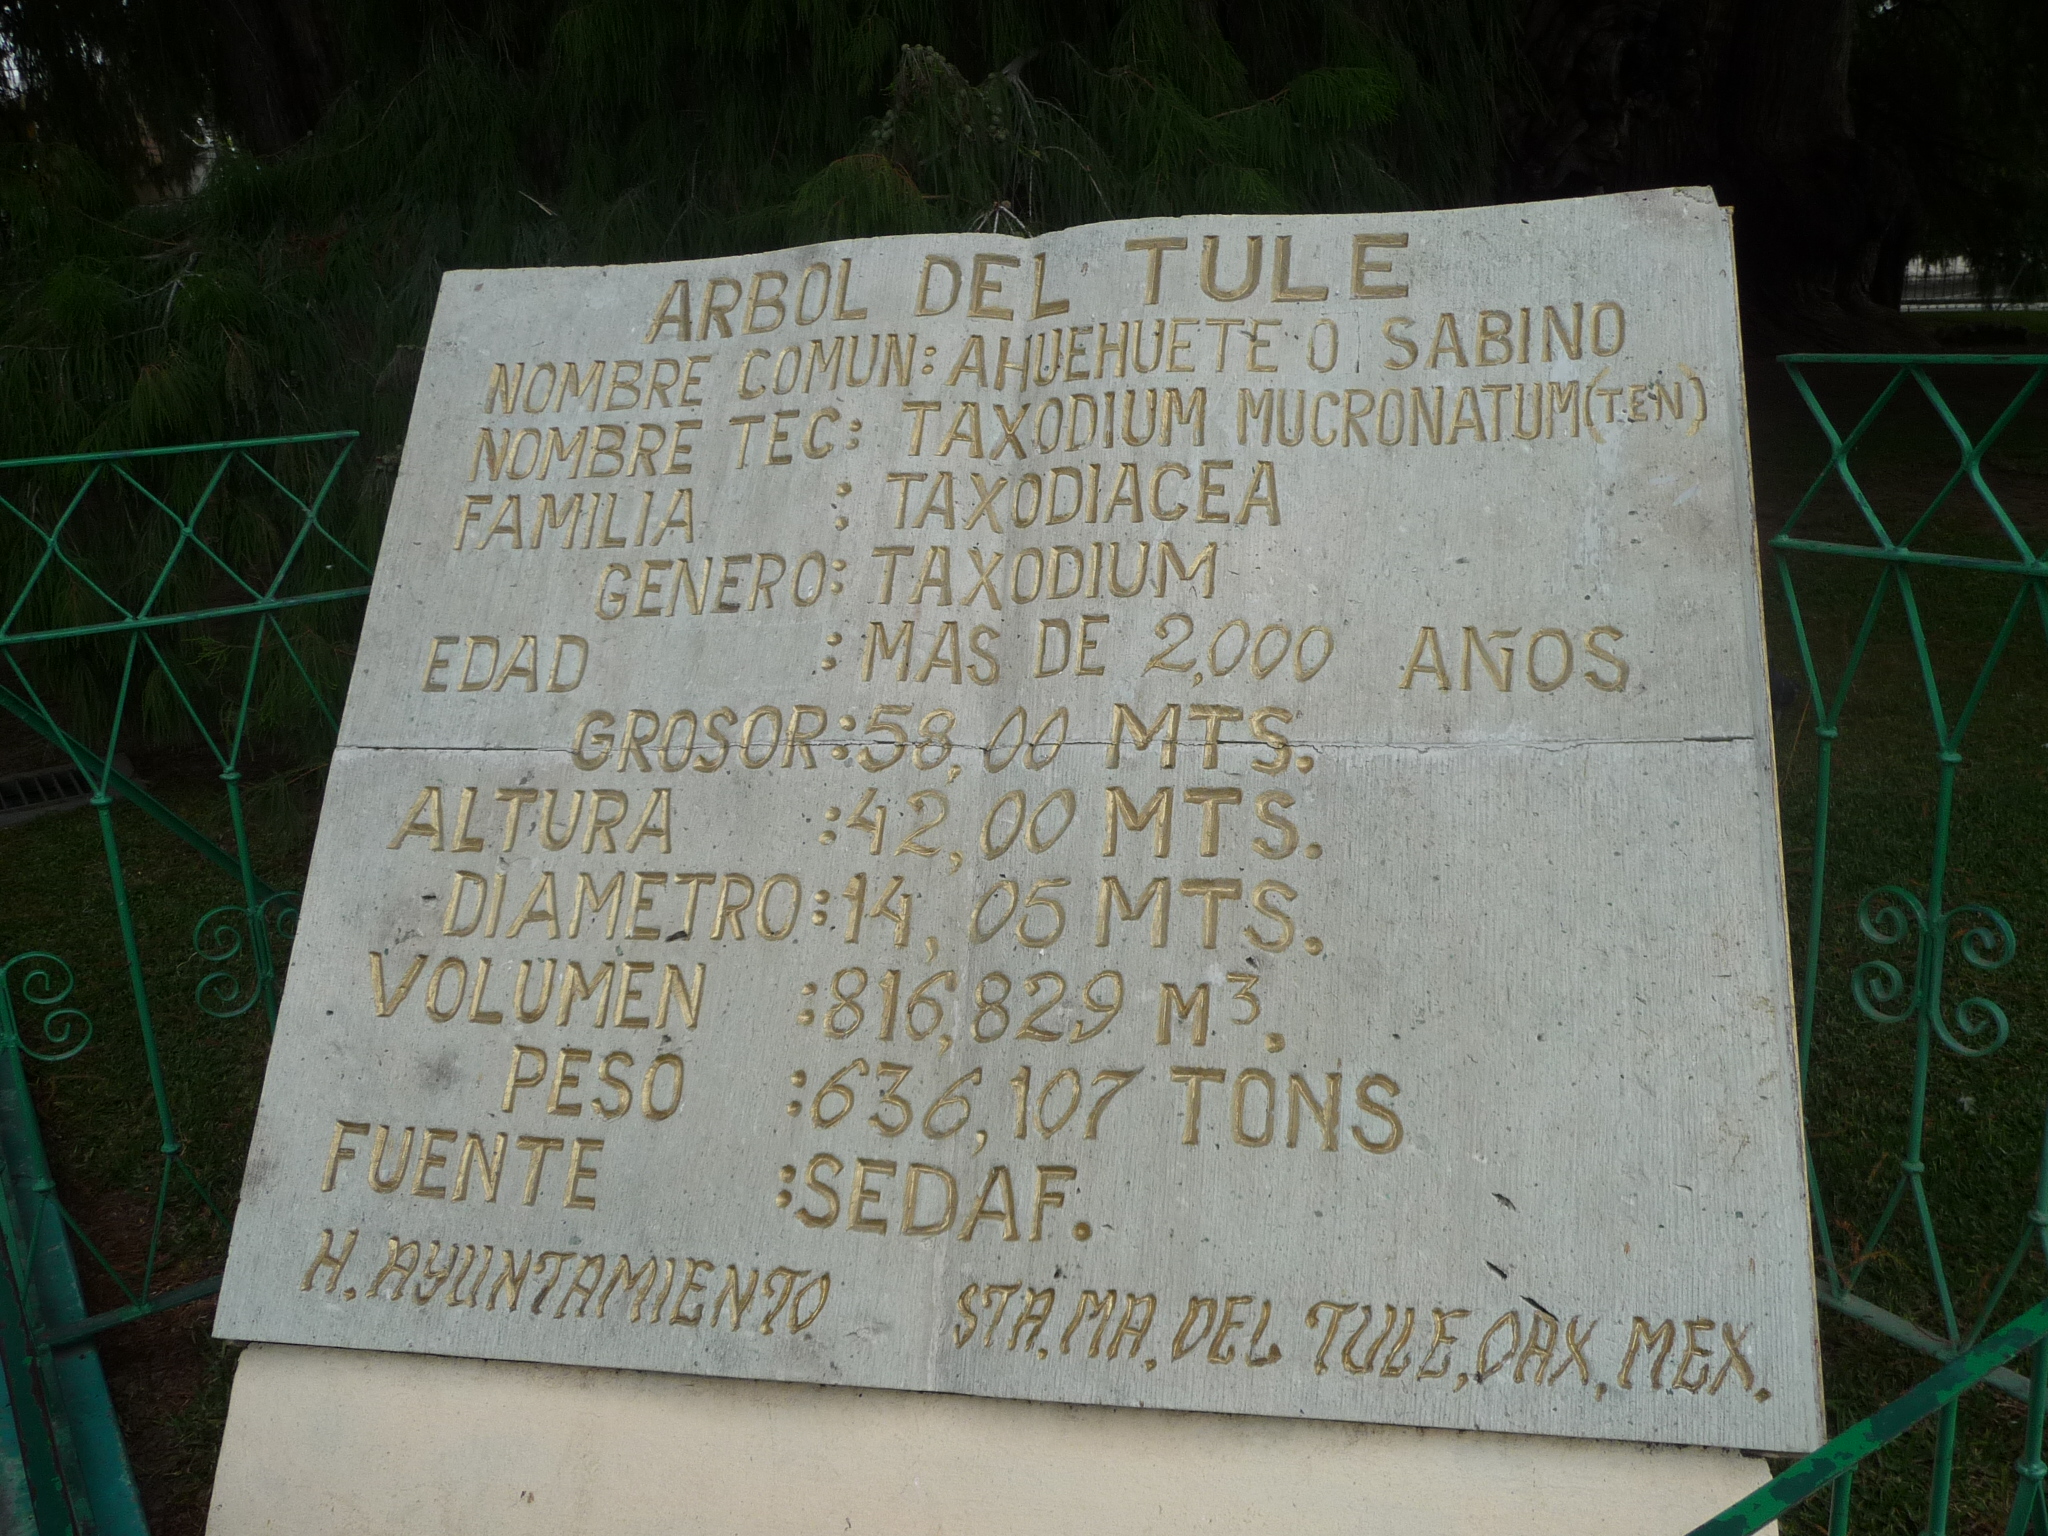 ARBOL DEL TULE
NOMBRE COMUN: AHUEHUETE O SABINO
NOMBRE TEC: TAXODIUM MUCRONATUM (TEN)
FAMILIA : TAXODIACEA
GENERO: TAXODIUM
EDAD : MAS DE 2,000 AÑOS
GROSOR: 58,00 MTS.
ALTURA : 42,00 MTS.
DIAMETRO: 14,05 MTS.
VOLUMEN : 816,829 M³.
PESO : 636,107 TONS
FUENTE : SEDAF.
H. AYUNTAMIENTO STA. MA. DEL TULE, OAX, MEX.